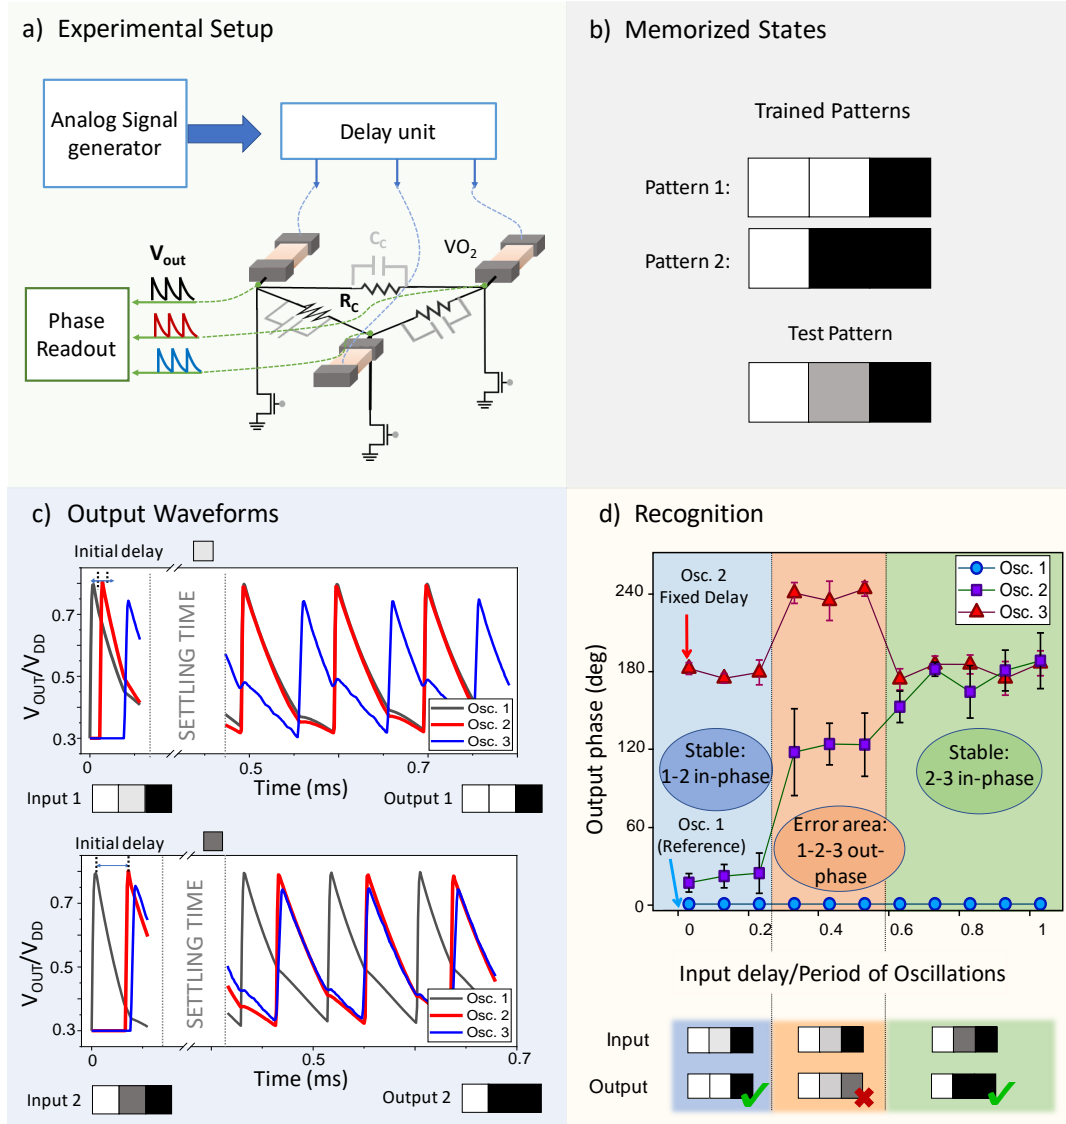 a) Experimental Setup
Analog Signal
generator
Delay unit
V_out
C_C
VO_2
R_C
Phase
Readout
b) Memorized States
Trained Patterns
Pattern 1:
Pattern 2:
Test Pattern
c) Output Waveforms
Initial delay
V_OUT/V_DD
0.7
0.5
0.3
SETTLING TIME
Osc. 1
Osc. 2
Osc. 3
0
0.5
0.7
Time (ms)
Input 1
Output 1
Initial delay
V_OUT/V_DD
0.7
0.5
0.3
SETTLING TIME
Osc. 1
Osc. 2
Osc. 3
0
0.5
0.7
Time (ms)
Input 2
Output 2
d) Recognition
Output phase (deg)
240
180
120
60
0
Osc. 2
Fixed Delay
Osc. 1
Osc. 2
Osc. 3
Stable:
1-2 in-phase
Stable:
2-3 in-phase
Osc. 1
(Reference)
Error area:
1-2-3 out-
phase
0
0.2
0.4
0.6
0.8
1
Input delay/Period of Oscillations
Input
Output